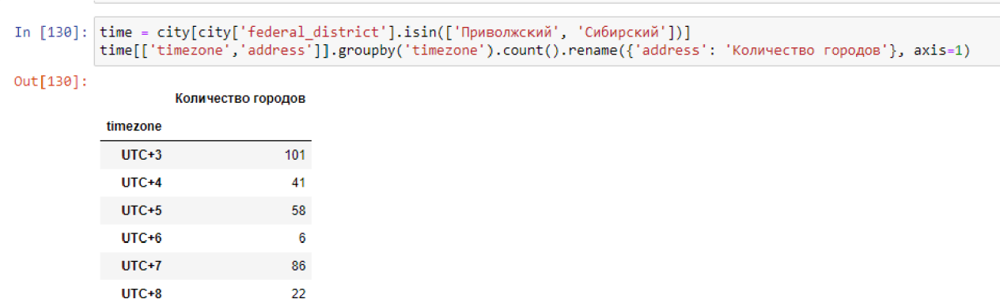 In [130]: time = city[city['federal_district'].isin(['Приволжский', 'Сибирский'])]
time[['timezone','address']].groupby('timezone').count().rename({'address': 'Количество городов'}, axis=1)
Out[130]:
Количество городов
timezone
UTC+3 101
UTC+4 41
UTC+5 58
UTC+6 6
UTC+7 86
UTC+8 22